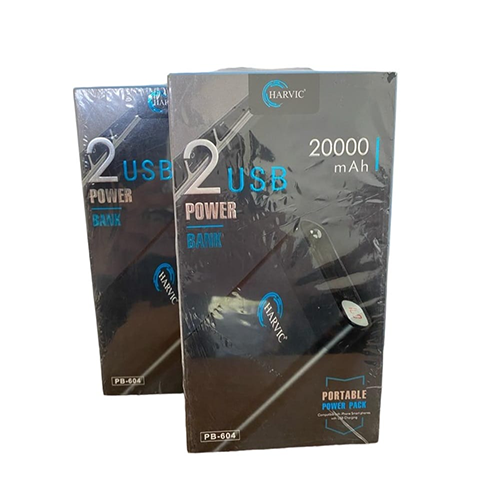 HARVIC®
2 USB
POWER
BANK
HARVIC®
PB-604
HARVIC®
20000
mAh
2 USB
POWER
BANK
HARVIC®
PORTABLE
POWER PACK
PB-604